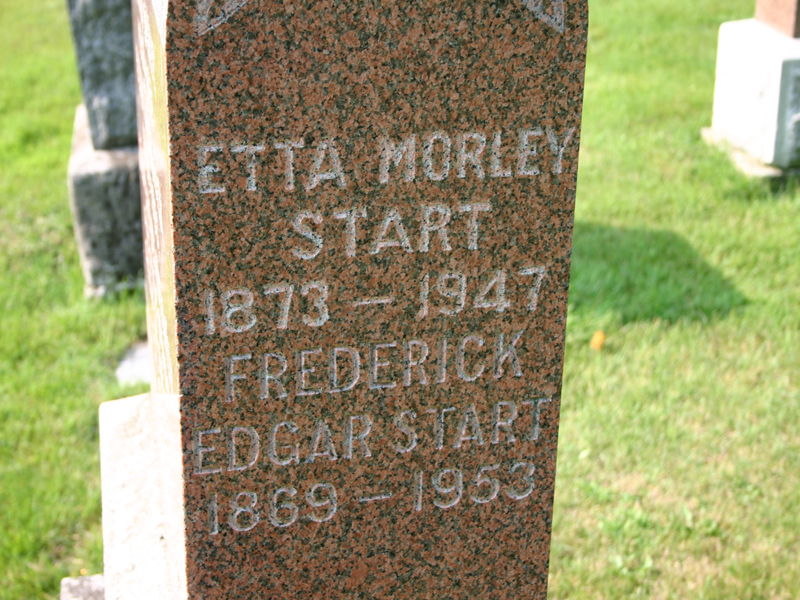 ETTA MORLEY
START
1873 – 1947
FREDERICK
EDGAR START
1869 – 1953